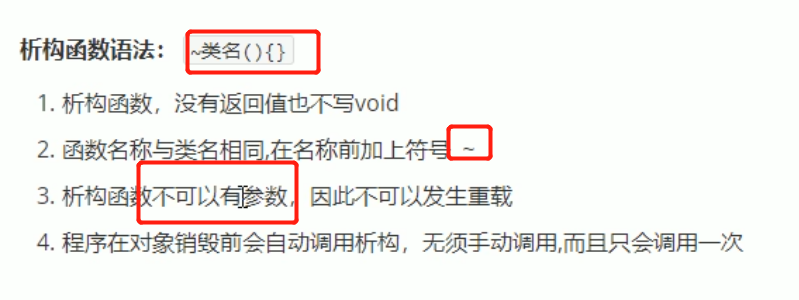 析构函数语法： ~类名(){}
1. 析构函数，没有返回值也不写void
2. 函数名称与类名相同,在名称前加上符号 ~
3. 析构函数不可以有参数，因此不可以发生重载
4. 程序在对象销毁前会自动调用析构，无须手动调用,而且只会调用一次